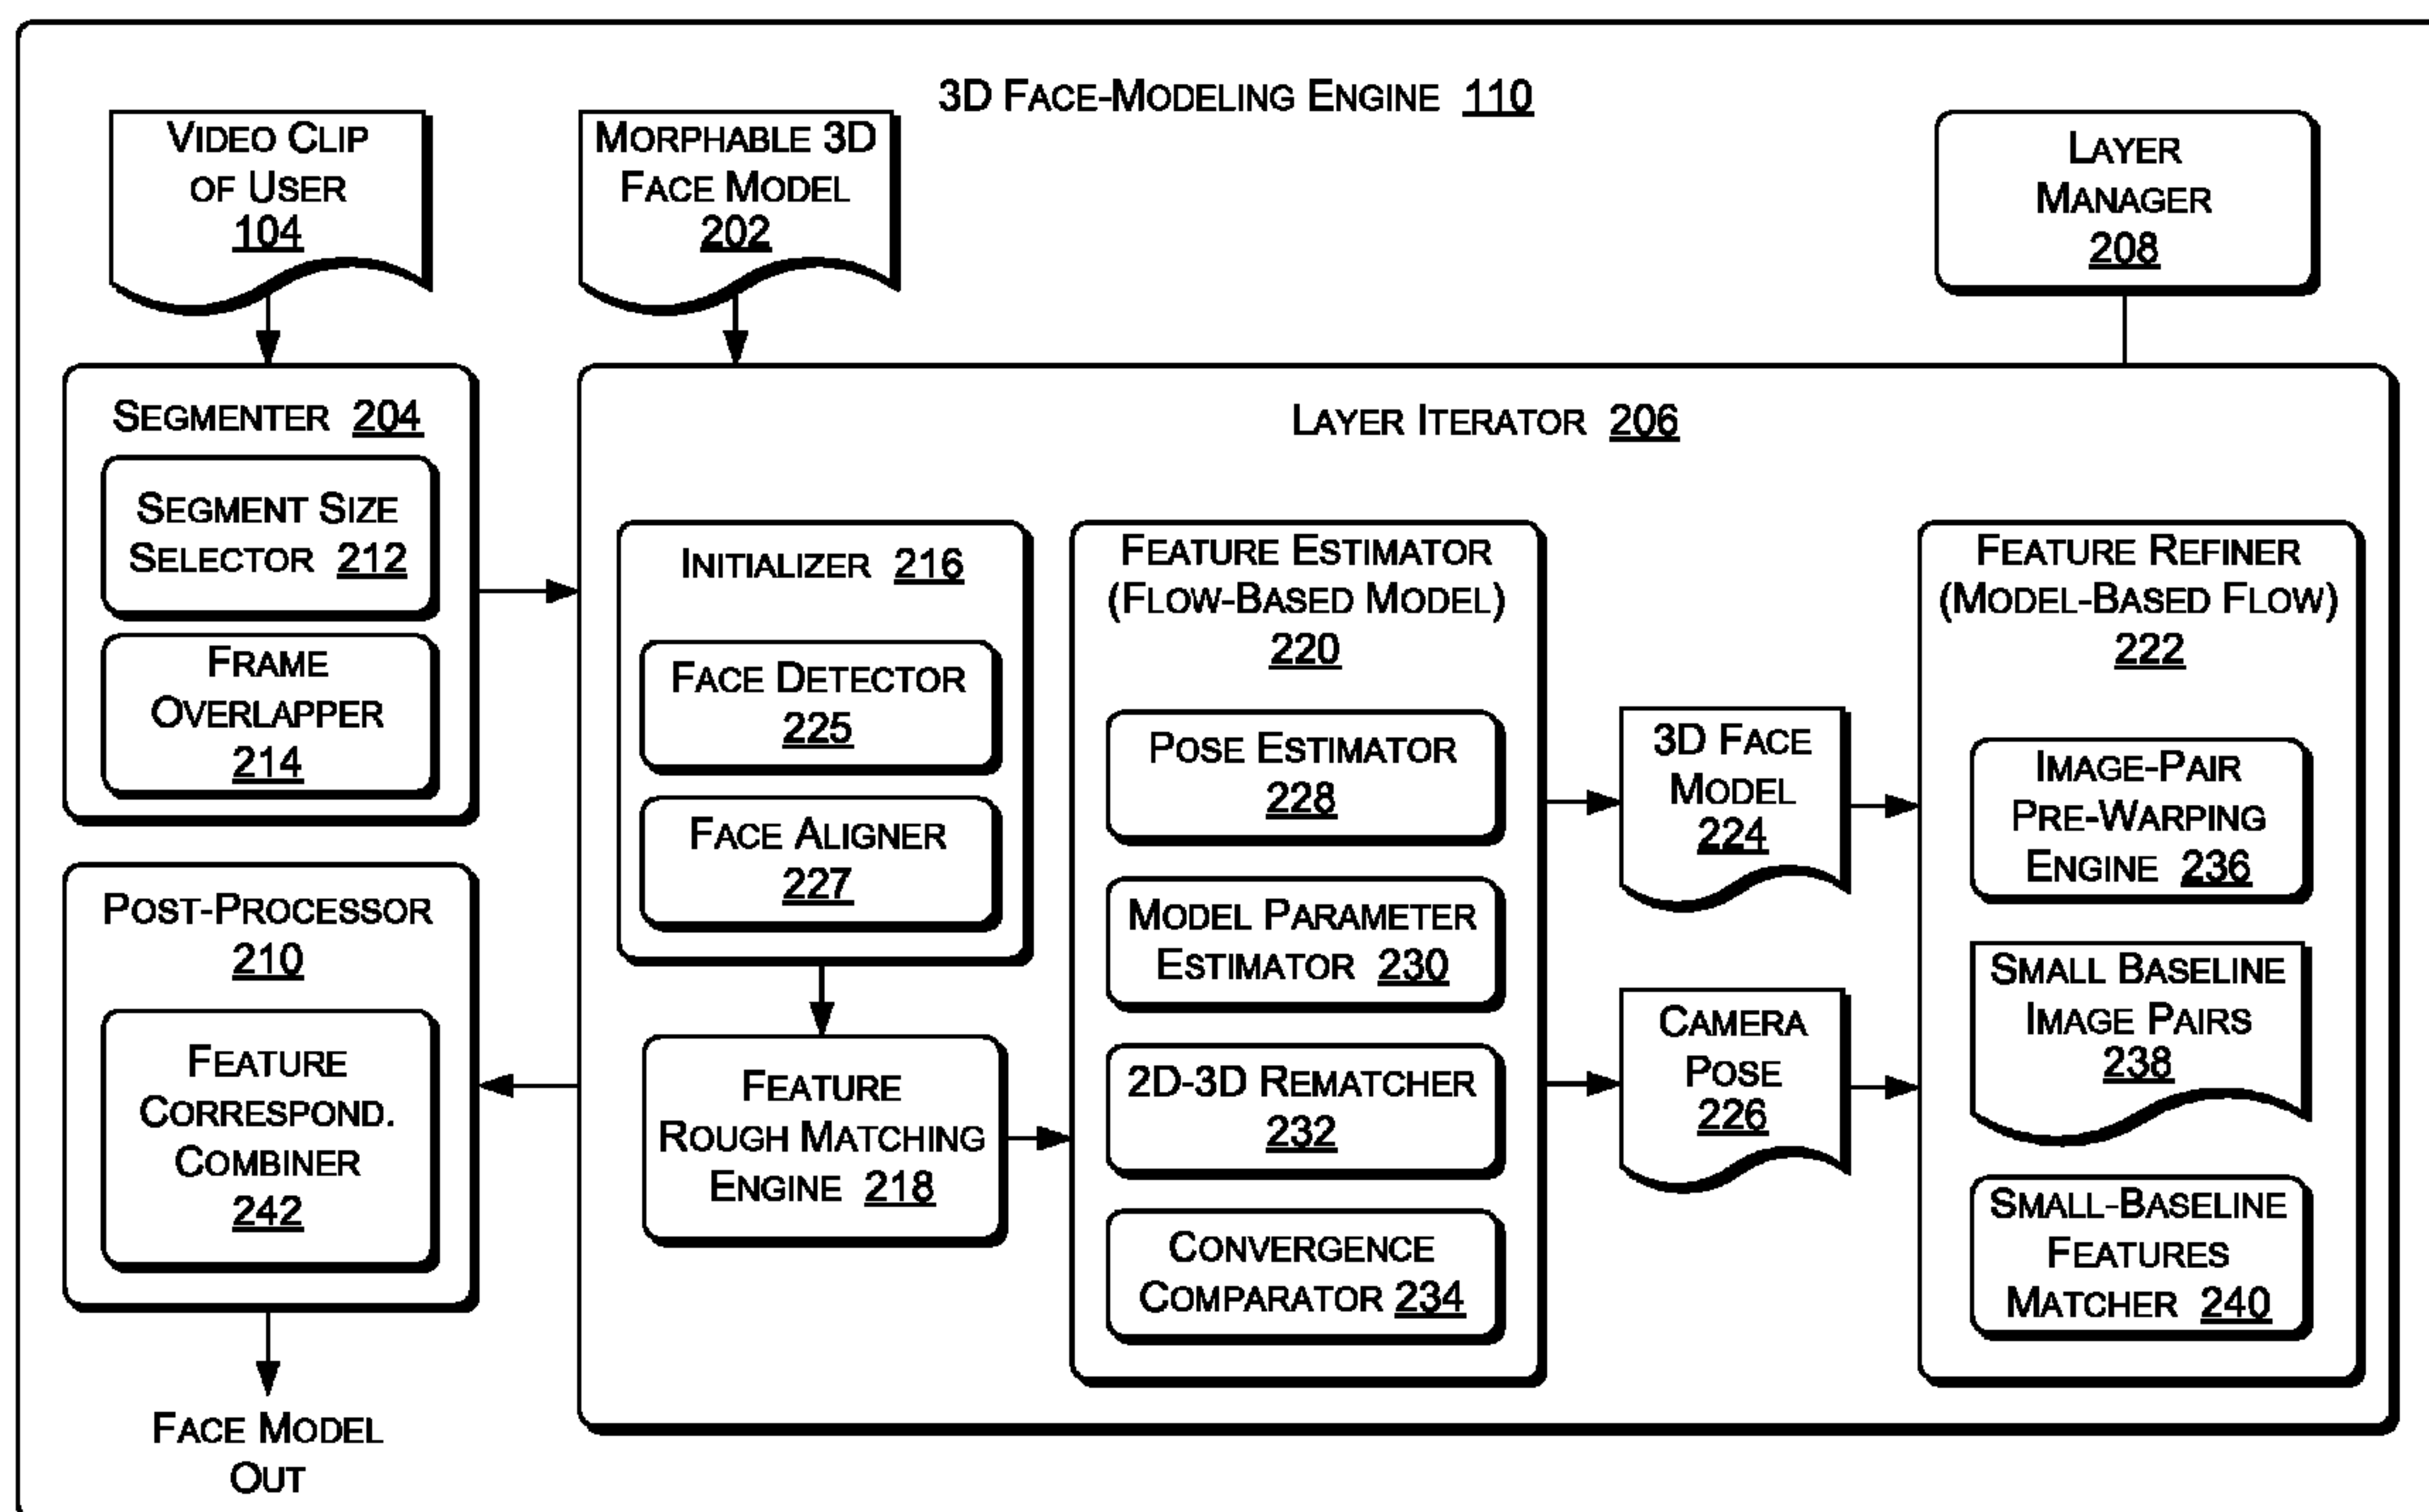 3D FACE-MODELING ENGINE 110
VIDEO CLIP
OF USER
104
MORPHABLE 3D
FACE MODEL
202
LAYER
MANAGER
208
SEGMENTER 204
SEGMENT SIZE
SELECTOR 212
FRAME
OVERLAPPER
214
POST-PROCESSOR
210
FEATURE
CORRESPOND.
COMBINER
242
FACE MODEL
OUT
LAYER ITERATOR 206
INITIALIZER 216
FACE DETECTOR
225
FACE ALIGNER
227
FEATURE
ROUGH MATCHING
ENGINE 218
FEATURE ESTIMATOR
(FLOW-BASED MODEL)
220
POSE ESTIMATOR
228
MODEL PARAMETER
ESTIMATOR 230
2D-3D REMATCHER
232
CONVERGENCE
COMPARATOR 234
3D FACE
MODEL
224
CAMERA
POSE
226
FEATURE REFINER
(MODEL-BASED FLOW)
222
IMAGE-PAIR
PRE-WARPING
ENGINE 236
SMALL BASELINE
IMAGE PAIRS
238
SMALL-BASELINE
FEATURES
MATCHER 240